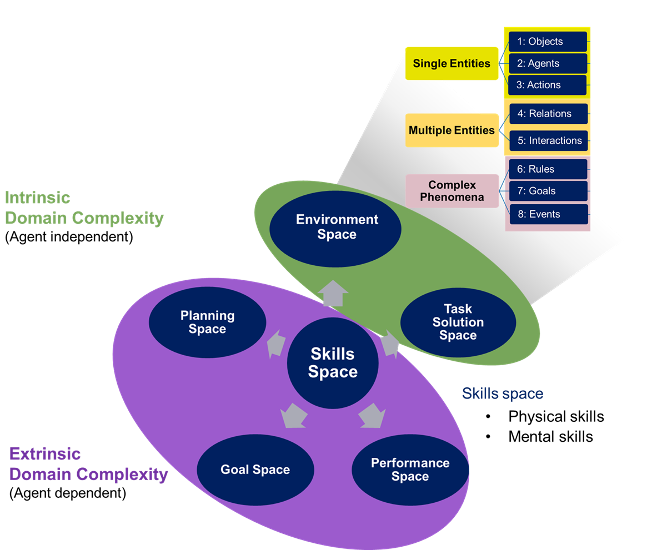 Single Entities
1: Objects
2: Agents
3: Actions
Multiple Entities
4: Relations
5: Interactions
Complex
Phenomena
6: Rules
7: Goals
8: Events
Intrinsic
Domain Complexity
(Agent independent)
Environment
Space
Task
Solution
Space
Planning
Space
Skills
Space
Goal Space
Performance
Space
Skills space
• Physical skills
• Mental skills
Extrinsic
Domain Complexity
(Agent dependent)